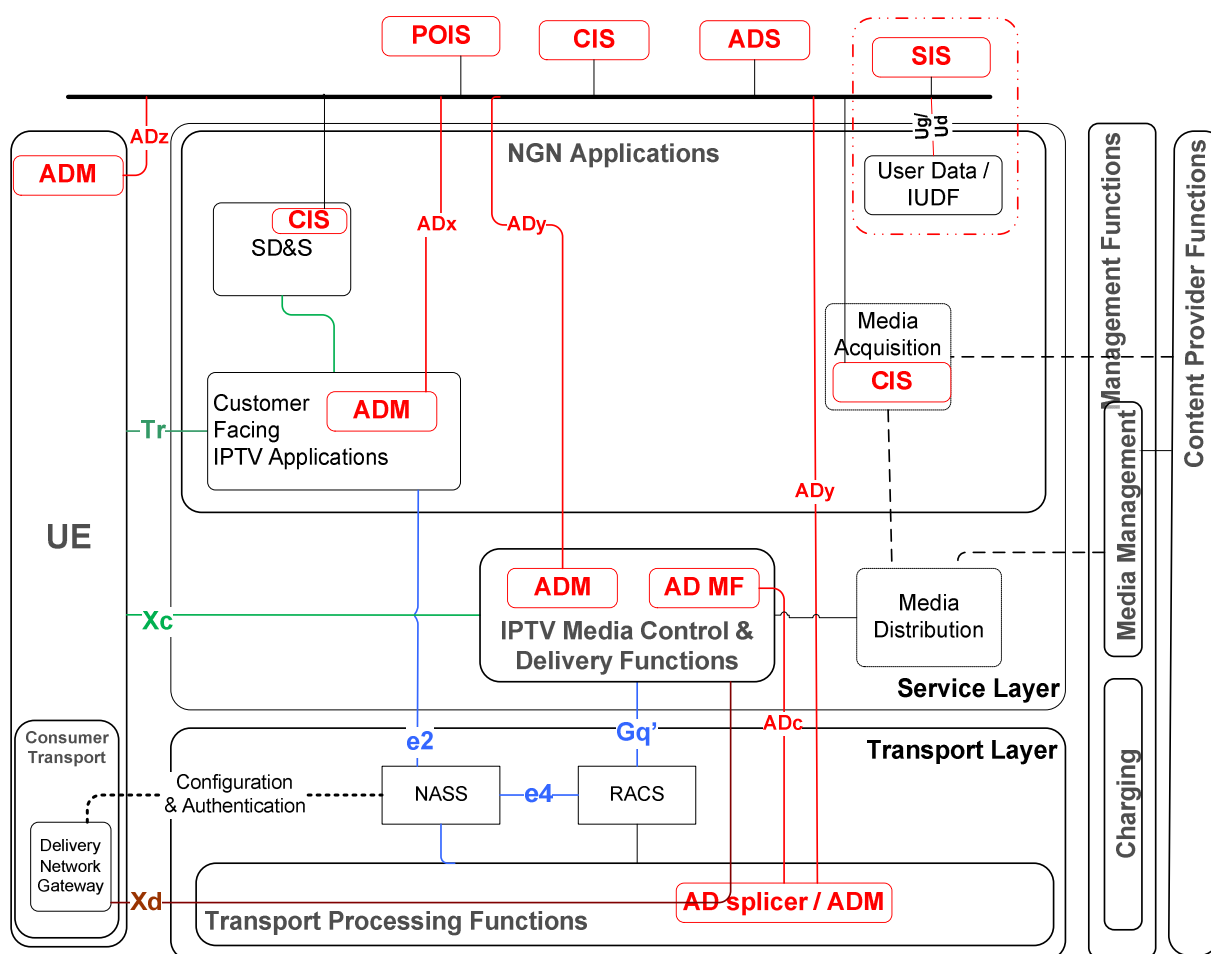 POIS
CIS
ADS
SIS
ADz
Ug/
Ud
ADM
NGN Applications
User Data /
IUDF
CIS
SD&S
ADx
ADy
Media
Acquisition
CIS
Customer
Facing
IPTV Applications
ADM
Tr
ADy
UE
ADM
AD MF
IPTV Media Control &
Delivery Functions
Xc
Media
Distribution
Service Layer
Management Functions
Media Management
Charging
Content Provider Functions
Consumer
Transport
e2
Gq’
ADc
Transport Layer
Configuration
& Authentication
NASS
e4
RACS
Delivery
Network
Gateway
Xd
AD splicer / ADM
Transport Processing Functions